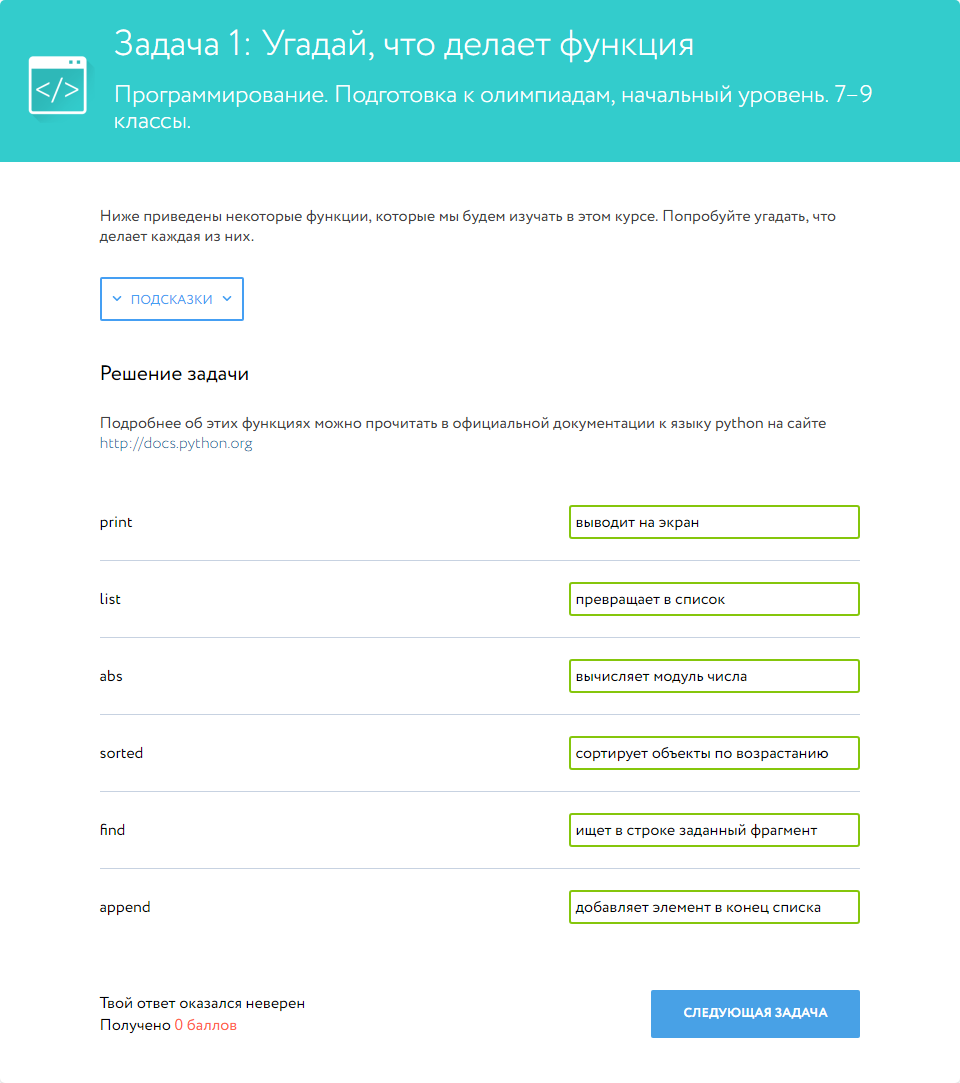 Задача 1: Угадай, что делает функция
</>
Программирование. Подготовка к олимпиадам, начальный уровень. 7–9
классы.
Ниже приведены некоторые функции, которые мы будем изучать в этом курсе. Попробуйте угадать, что
делает каждая из них.
ПОДСКАЗКИ
Решение задачи
Подробнее об этих функциях можно прочитать в официальной документации к языку python на сайте
http://docs.python.org
print выводит на экран
list превращает в список
abs вычисляет модуль числа
sorted сортирует объекты по возрастанию
find ищет в строке заданный фрагмент
append добавляет элемент в конец списка
Твой ответ оказался неверен
Получено 0 баллов
СЛЕДУЮЩАЯ ЗАДАЧА